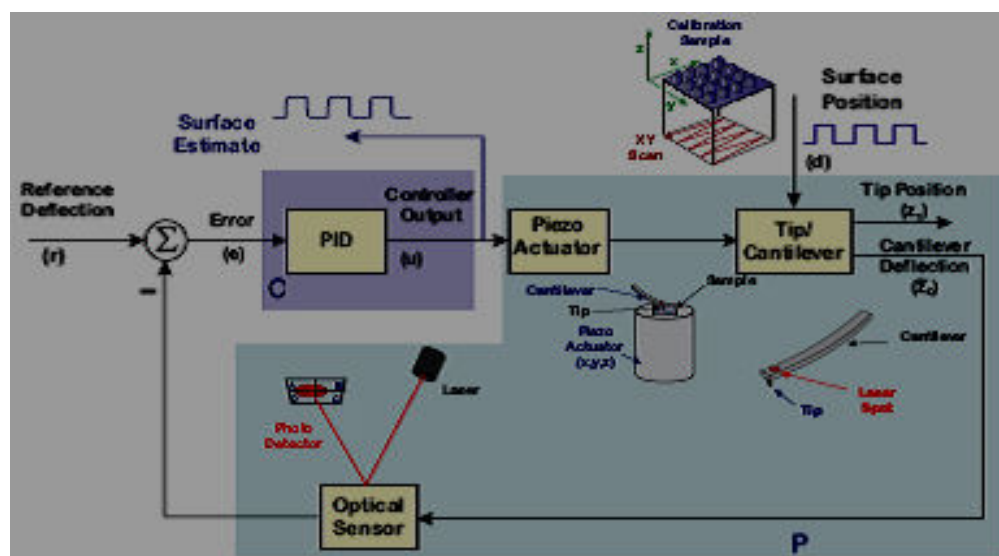 Calibration
Sample
z
x
y
XY
Scan
Surface
Position
(d)
Surface
Estimate
Reference
Deflection
(r)
Σ
−
Error
(e)
PID
C
Controller
Output
(u)
Piezo
Actuator
Tip/
Cantilever
Tip Position
Cantilever
Deflection
Cantilever
Sample
Tip
Piezo
Actuator
(x,y,z)
Cantilever
Laser
Spot
Tip
Laser
Photo
Detector
Optical
Sensor
P